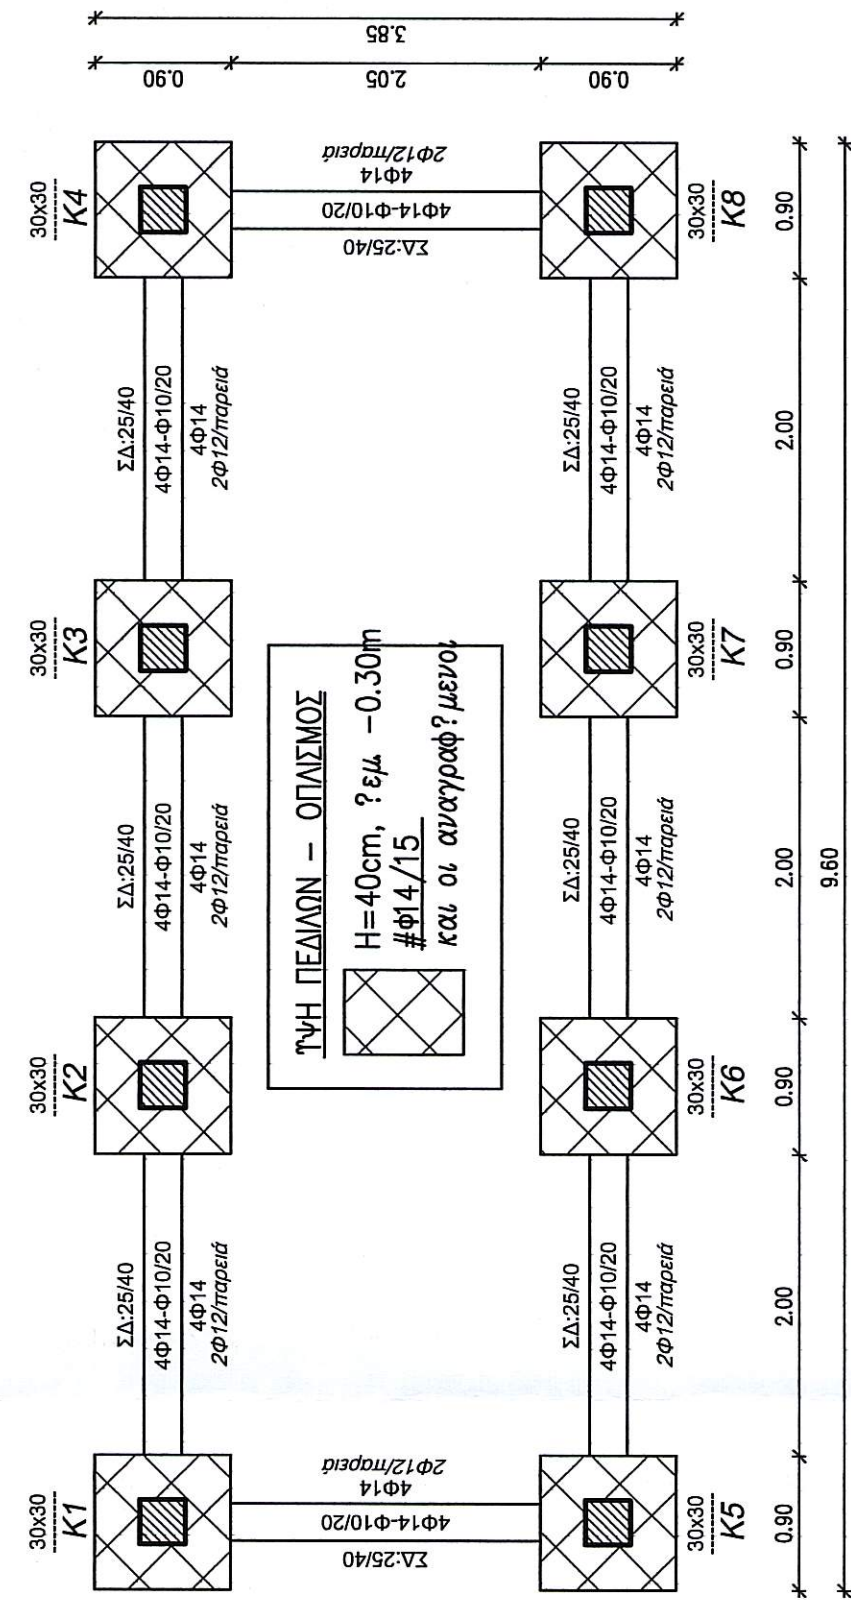 30x30
K1
30x30
K2
30x30
K3
30x30
K4
ΣΔ:25/40
4Φ14-Φ10/20
4Φ14
2Φ12/παρειά
ΣΔ:25/40
4Φ14-Φ10/20
4Φ14
2Φ12/παρειά
ΣΔ:25/40
4Φ14-Φ10/20
4Φ14
2Φ12/παρειά
ΣΔ:25/40
4Φ14-Φ10/20
4Φ14
2Φ12/παρειά
ΥΨΗ ΠΕΔΙΛΩΝ - ΟΠΛΙΣΜΟΣ
H=40cm, ?εμ. -0.30m
#φ14/15
και οι αναγραφ?μενοι
ΣΔ:25/40
4Φ14-Φ10/20
4Φ14
2Φ12/παρειά
0.90
2.05
0.90
3.85
ΣΔ:25/40
4Φ14-Φ10/20
4Φ14
2Φ12/παρειά
ΣΔ:25/40
4Φ14-Φ10/20
4Φ14
2Φ12/παρειά
ΣΔ:25/40
4Φ14-Φ10/20
4Φ14
2Φ12/παρειά
30x30
K5
30x30
K6
30x30
K7
30x30
K8
0.90
2.00
0.90
2.00
0.90
2.00
0.90
9.60